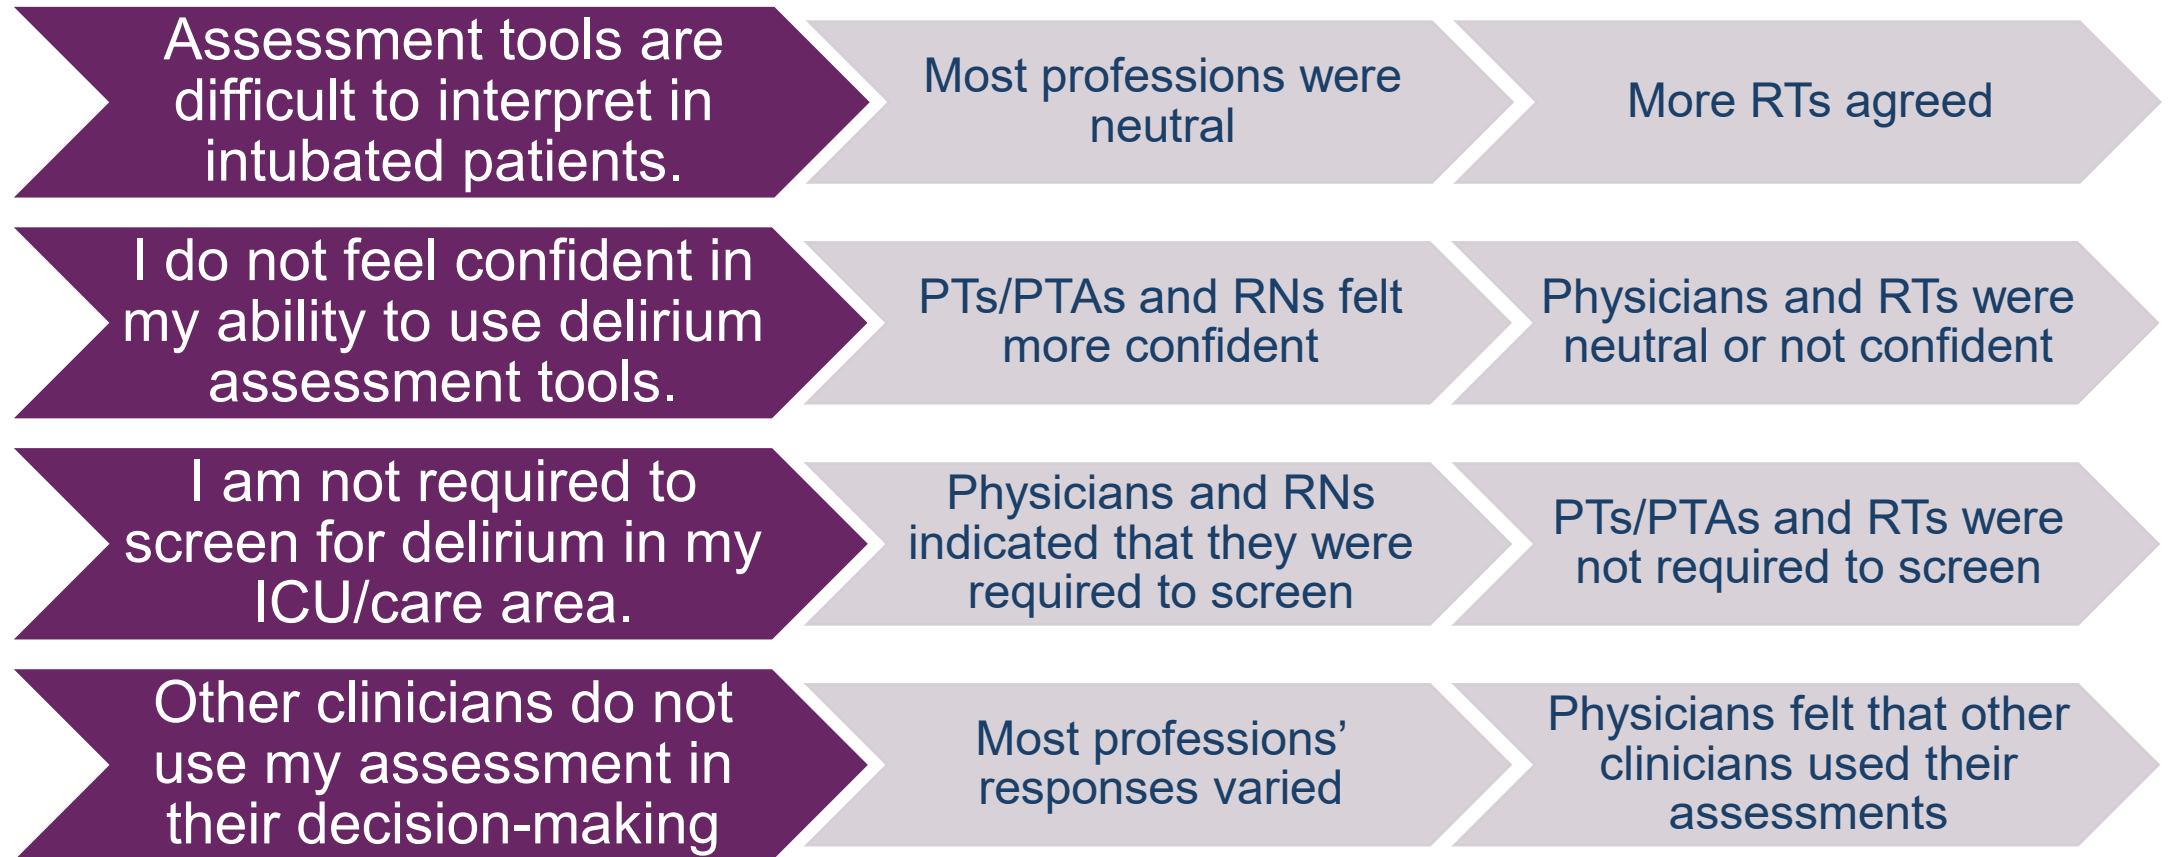 Assessment tools are
difficult to interpret in
intubated patients.
Most professions were
neutral
More RTs agreed
I do not feel confident in
my ability to use delirium
assessment tools.
PTs/PTAs and RNs felt
more confident
Physicians and RTs were
neutral or not confident
I am not required to
screen for delirium in my
ICU/care area.
Physicians and RNs
indicated that they were
required to screen
PTs/PTAs and RTs were
not required to screen
Other clinicians do not
use my assessment in
their decision-making
Most professions’
responses varied
Physicians felt that other
clinicians used their
assessments